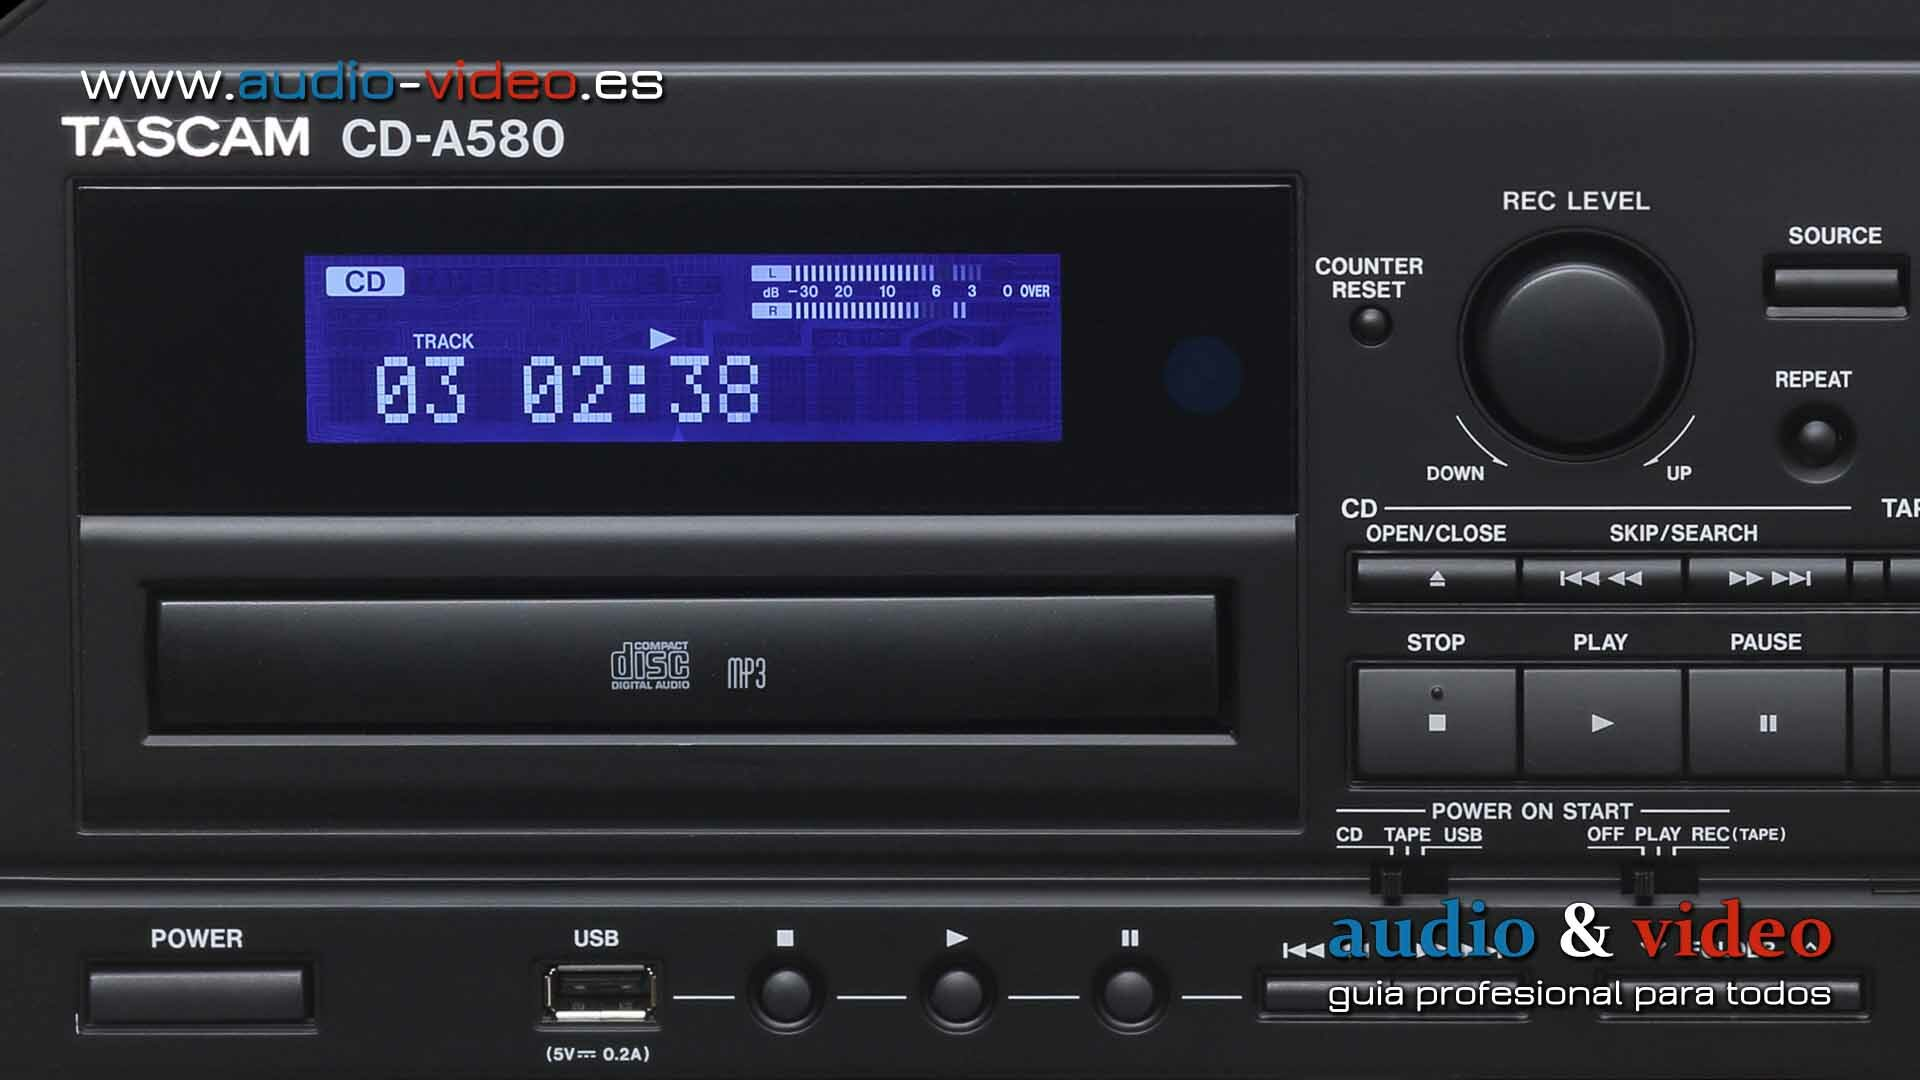 www.audio-video.es
TASCAM CD-A580
CD
L
dB -30 20 10 6 3 0 OVER
R
TRACK
03 02:38
COMPACT
disc
DIGITAL AUDIO
MP3
REC LEVEL
SOURCE
COUNTER
RESET
REPEAT
DOWN UP
CD
OPEN/CLOSE SKIP/SEARCH
STOP PLAY PAUSE
POWER ON START
CD TAPE USB OFF PLAY REC(TAPE)
POWER USB
(5V 0.2A)
audio & video
guia profesional para todos